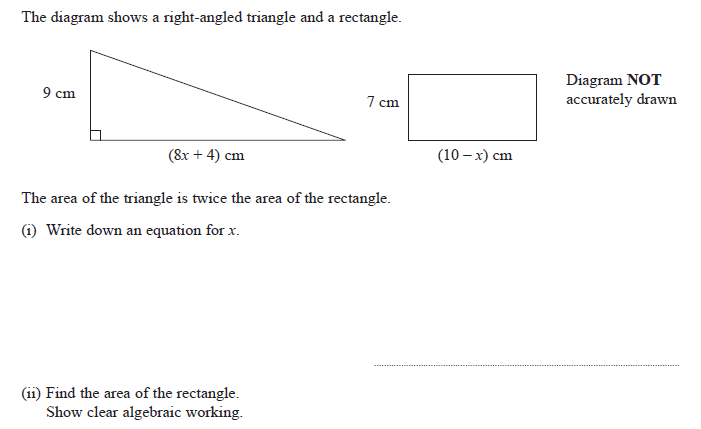 The diagram shows a right-angled triangle and a rectangle.
9 cm
7 cm
Diagram NOT
accurately drawn
(8x + 4) cm
(10 – x) cm
The area of the triangle is twice the area of the rectangle.
(i) Write down an equation for x.
(ii) Find the area of the rectangle.
Show clear algebraic working.